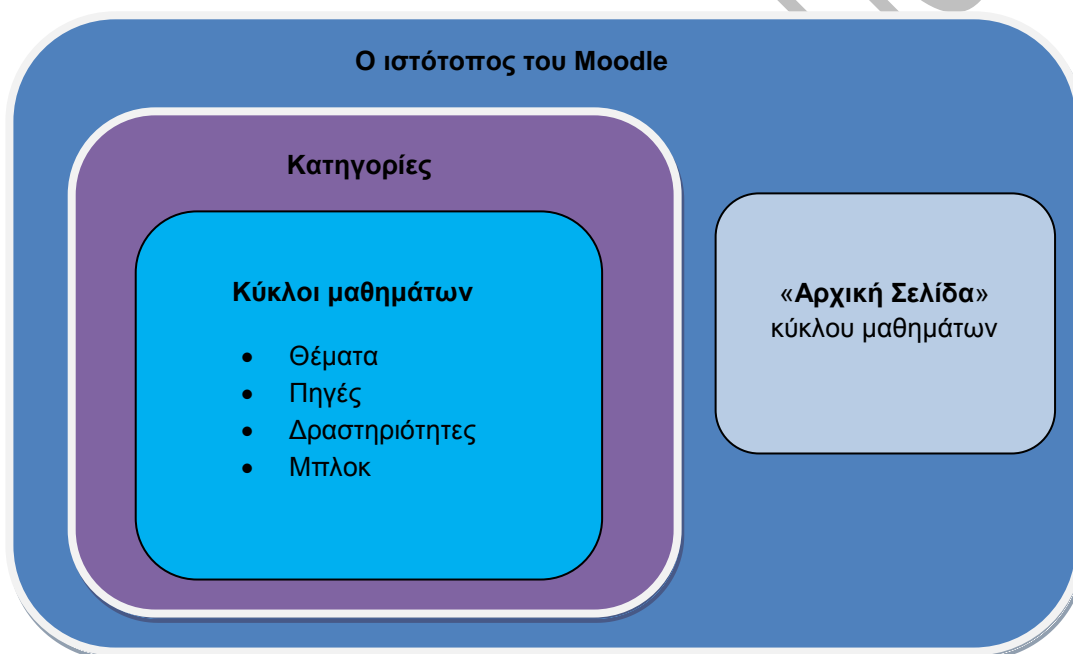 Ο ιστότοπος του Moodle
Κατηγορίες
Κύκλοι μαθημάτων
• Θέματα
• Πηγές
• Δραστηριότητες
• Μπλοκ
«Αρχική Σελίδα»
κύκλου μαθημάτων